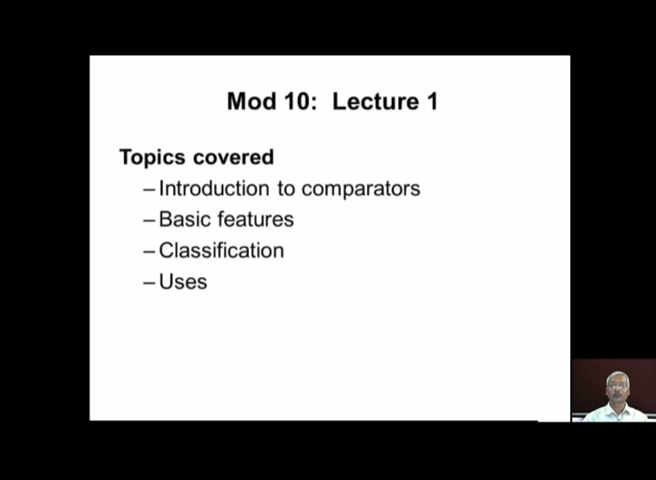 Mod 10: Lecture 1
Topics covered
– Introduction to comparators
– Basic features
– Classification
– Uses